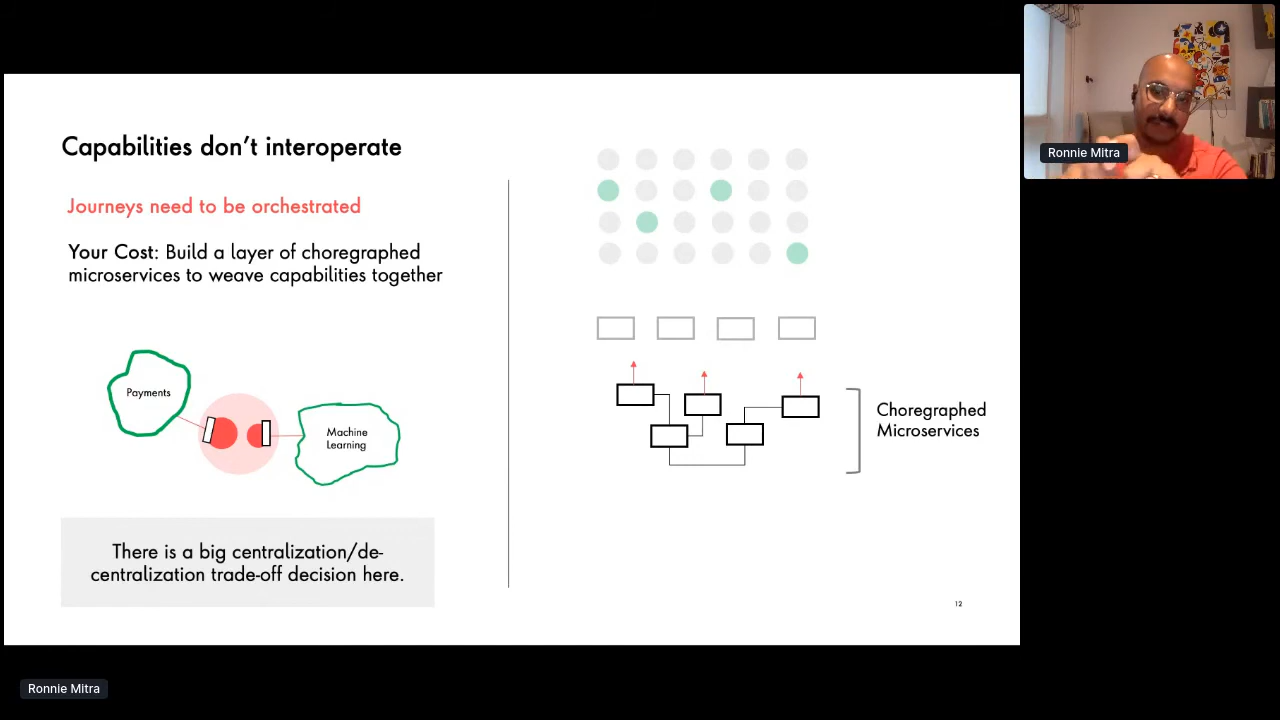 Capabilities don't interoperate
Journeys need to be orchestrated
Your Cost: Build a layer of choregraphed
microservices to weave capabilities together
Payments
Machine
Learning
There is a big centralization/de-
centralization trade-off decision here.
Choregraphed
Microservices
12
Ronnie Mitra
Ronnie Mitra